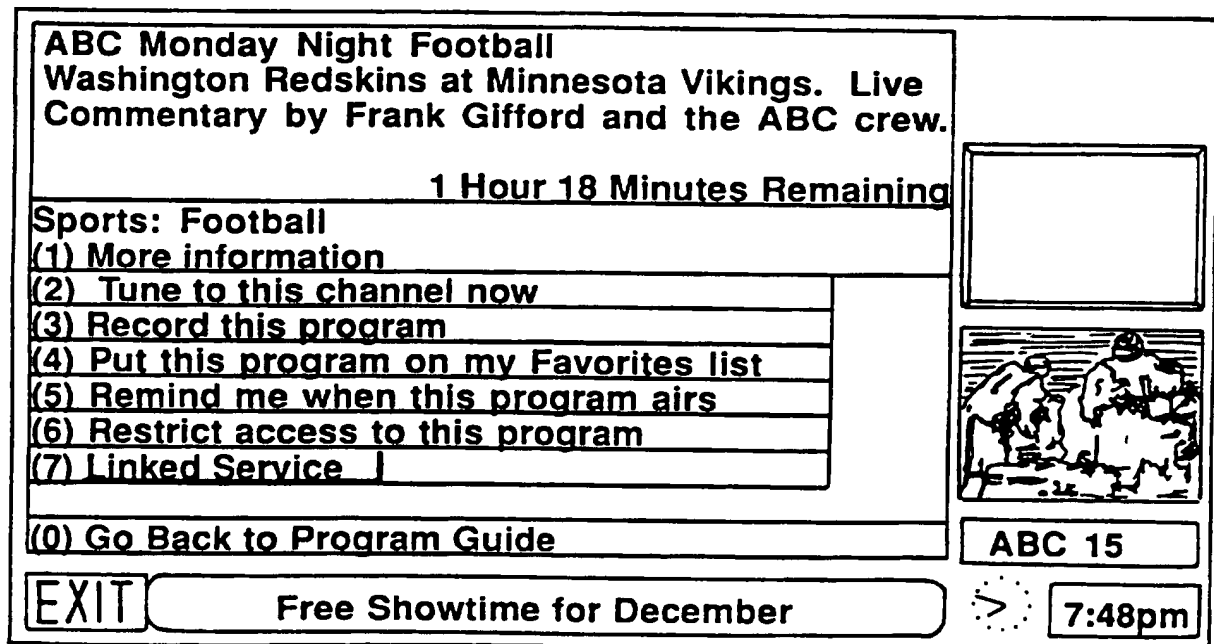 ABC Monday Night Football
Washington Redskins at Minnesota Vikings. Live
Commentary by Frank Gifford and the ABC crew.
1 Hour 18 Minutes Remaining
Sports: Football
(1) More information
(2) Tune to this channel now
(3) Record this program
(4) Put this program on my Favorites list
(5) Remind me when this program airs
(6) Restrict access to this program
(7) Linked Service
(0) Go Back to Program Guide
ABC 15
EXIT
Free Showtime for December
7:48pm